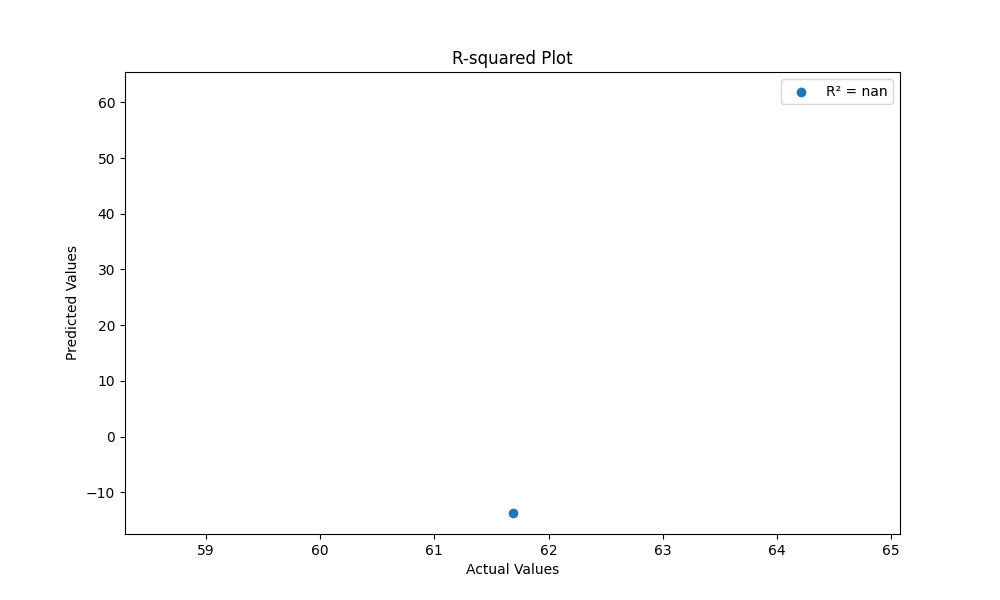 R-squared Plot
R² = nan
60
50
40
30
20
10
0
−10
Predicted Values
59 60 61 62 63 64 65
Actual Values